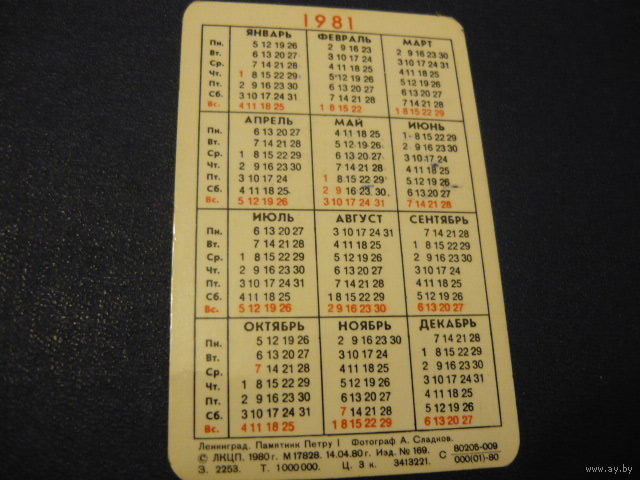 1981
ЯНВАРЬ ФЕВРАЛЬ МАРТ
Пн. 5 12 19 26 2 9 16 23 2 9 16 23 30
Вт. 6 13 20 27 3 10 17 24 3 10 17 24 31
Ср. 7 14 21 28 4 11 18 25 4 11 18 25
Чт. 1 8 15 22 29 5 12 19 26 5 12 19 26
Пт. 2 9 16 23 30 6 13 20 27 6 13 20 27
Сб. 3 10 17 24 31 7 14 21 28 7 14 21 28
Вс. 4 11 18 25 1 8 15 22 1 8 15 22 29
АПРЕЛЬ МАЙ ИЮНЬ
Пн. 6 13 20 27 4 11 18 25 1 8 15 22 29
Вт. 7 14 21 28 5 12 19 26 2 9 16 23 30
Ср. 1 8 15 22 29 6 13 20 27 3 10 17 24
Чт. 2 9 16 23 30 7 14 21 28 4 11 18 25
Пт. 3 10 17 24 1 8 15 22 29 5 12 19 26
Сб. 4 11 18 25 2 9 16 23 30 6 13 20 27
Вс. 5 12 19 26 3 10 17 24 31 7 14 21 28
ИЮЛЬ АВГУСТ СЕНТЯБРЬ
Пн. 6 13 20 27 3 10 17 24 31 7 14 21 28
Вт. 7 14 21 28 4 11 18 25 1 8 15 22 29
Ср. 1 8 15 22 29 5 12 19 26 2 9 16 23 30
Чт. 2 9 16 23 30 6 13 20 27 3 10 17 24
Пт. 3 10 17 24 31 7 14 21 28 4 11 18 25
Сб. 4 11 18 25 1 8 15 22 29 5 12 19 26
Вс. 5 12 19 26 2 9 16 23 30 6 13 20 27
ОКТЯБРЬ НОЯБРЬ ДЕКАБРЬ
Пн. 5 12 19 26 2 9 16 23 30 7 14 21 28
Вт. 6 13 20 27 3 10 17 24 1 8 15 22 29
Ср. 7 14 21 28 4 11 18 25 2 9 16 23 30
Чт. 1 8 15 22 29 5 12 19 26 3 10 17 24 31
Пт. 2 9 16 23 30 6 13 20 27 4 11 18 25
Сб. 3 10 17 24 31 7 14 21 28 5 12 19 26
Вс. 4 11 18 25 1 8 15 22 29 6 13 20 27
Ленинград. Памятник Петру I Фотограф А. Сладков.
© ЛКЦП. 1980 г. М 17828. 14.04.80 г. Изд. № 169. С 80205-009
З. 2253. Т. 1 000 000. Ц. 3 к. 3413221. 000(01)-80
ay.by